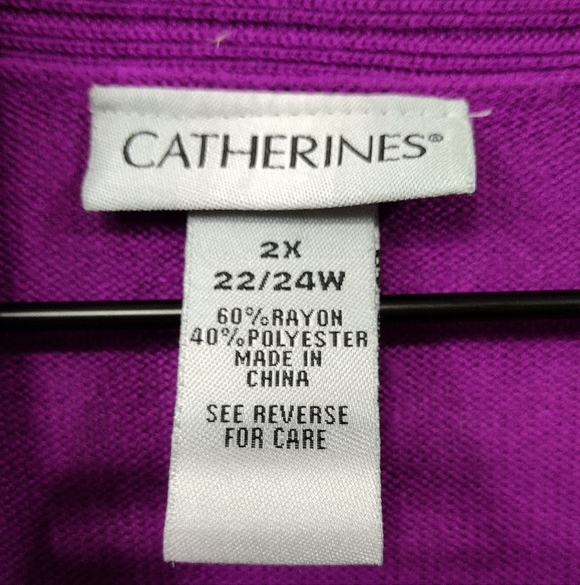 CATHERINES®
2X
22/24W
60%RAYON
40%POLYESTER
MADE IN
CHINA
SEE REVERSE
FOR CARE